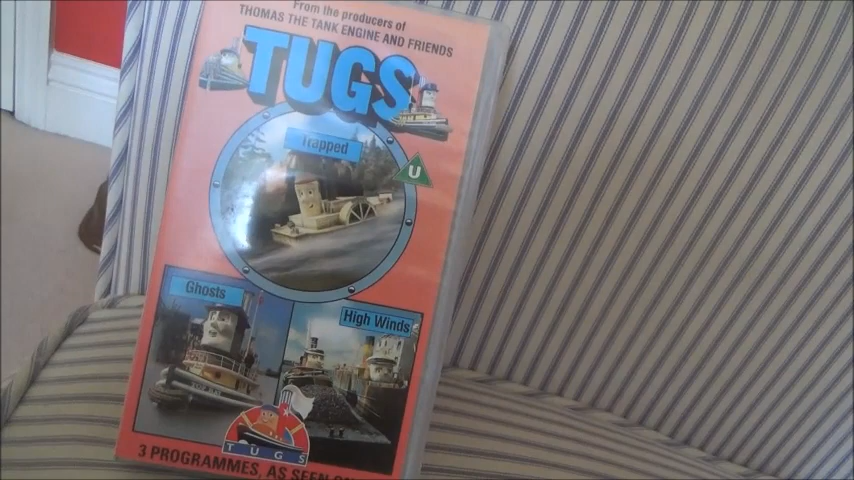 From the producers of
THOMAS THE TANK ENGINE AND FRIENDS
TUGS
Trapped
U
Ghosts
High Winds
TUGS
3 PROGRAMMES, AS SEEN